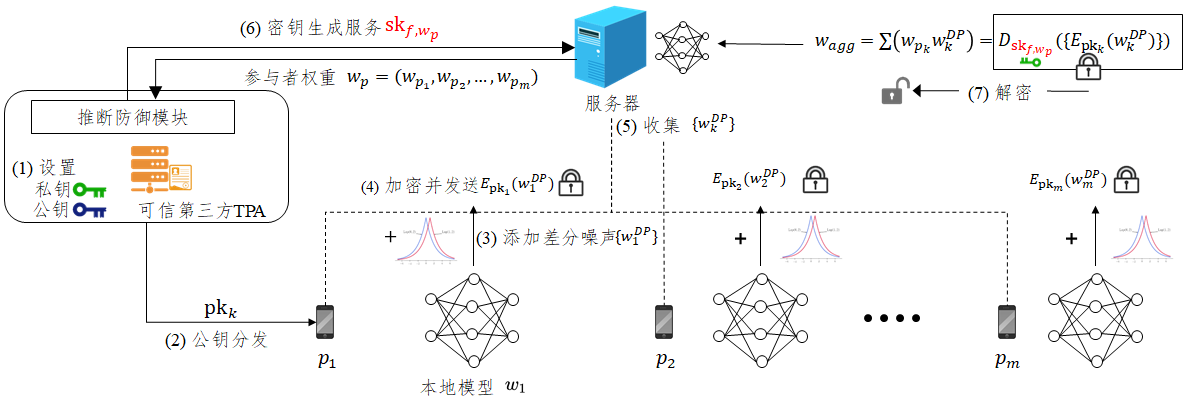 (6) 密钥生成服务 sk_{f,w_p}
参与者权重 w_p = (w_{p_1}, w_{p_2}, ..., w_{p_m})
服务器
w_{agg} = ∑(w_{p_k} w_k^{DP}) = D_{sk_{f,w_p}}({E_{pk_k}(w_k^{DP})})
(7) 解密
推断防御模块
(1) 设置
私钥
公钥
可信第三方TPA
(5) 收集 {w_k^{DP}}
(4) 加密并发送 E_{pk_1}(w_1^{DP})
E_{pk_2}(w_2^{DP})
E_{pk_m}(w_m^{DP})
+
(3) 添加差分噪声{w_1^{DP}}
+
+
pk_k
(2) 公钥分发
p_1
p_2
p_m
本地模型 w_1